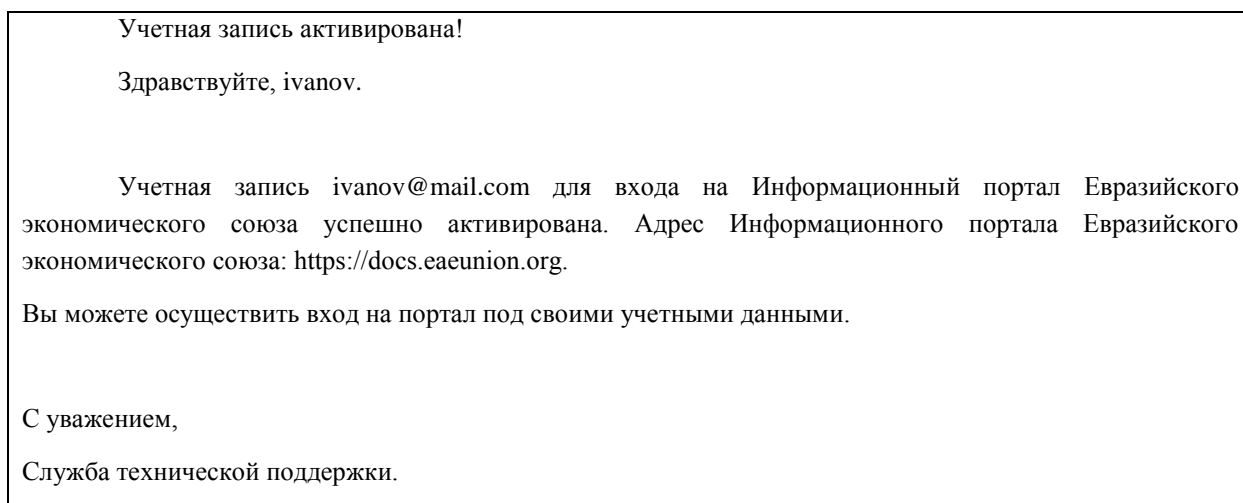 Учетная запись активирована!
Здравствуйте, ivanov.
Учетная запись ivanov@mail.com для входа на Информационный портал Евразийского
экономического союза успешно активирована. Адрес Информационного портала Евразийского
экономического союза: https://docs.eaeunion.org.
Вы можете осуществить вход на портал под своими учетными данными.
С уважением,
Служба технической поддержки.